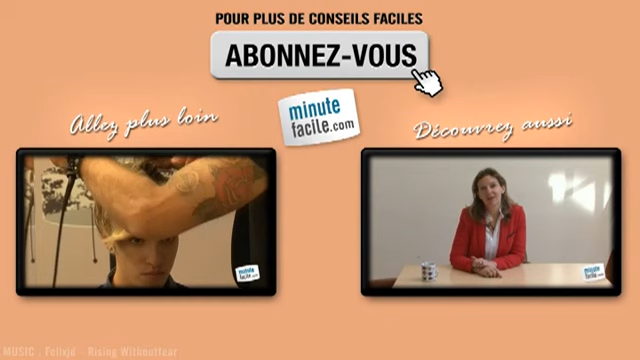 POUR PLUS DE CONSEILS FACILES
ABONNEZ-VOUS
Allez plus loin
minute
facile.com
Découvrez aussi
minute
facile.com
minute
facile.com
MUSIC . Felixjd - Rising Withouttear